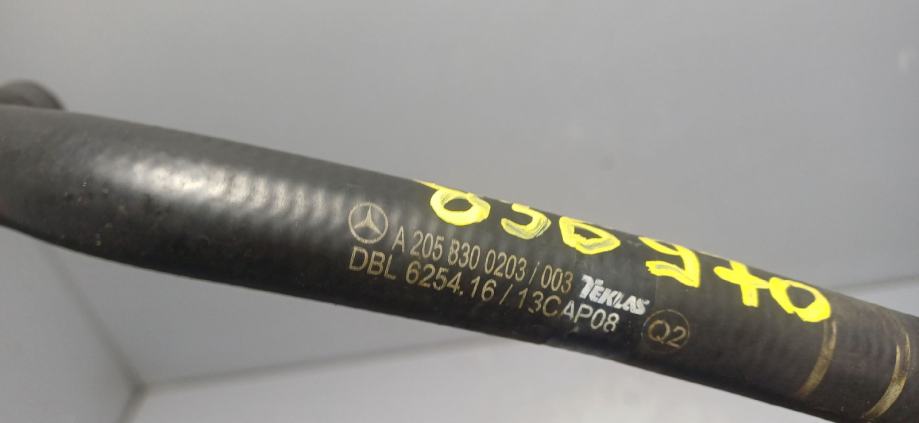 A 205 830 0203 / 003 TEKLAS
DBL 6254.16 / 13CAP08 Q2